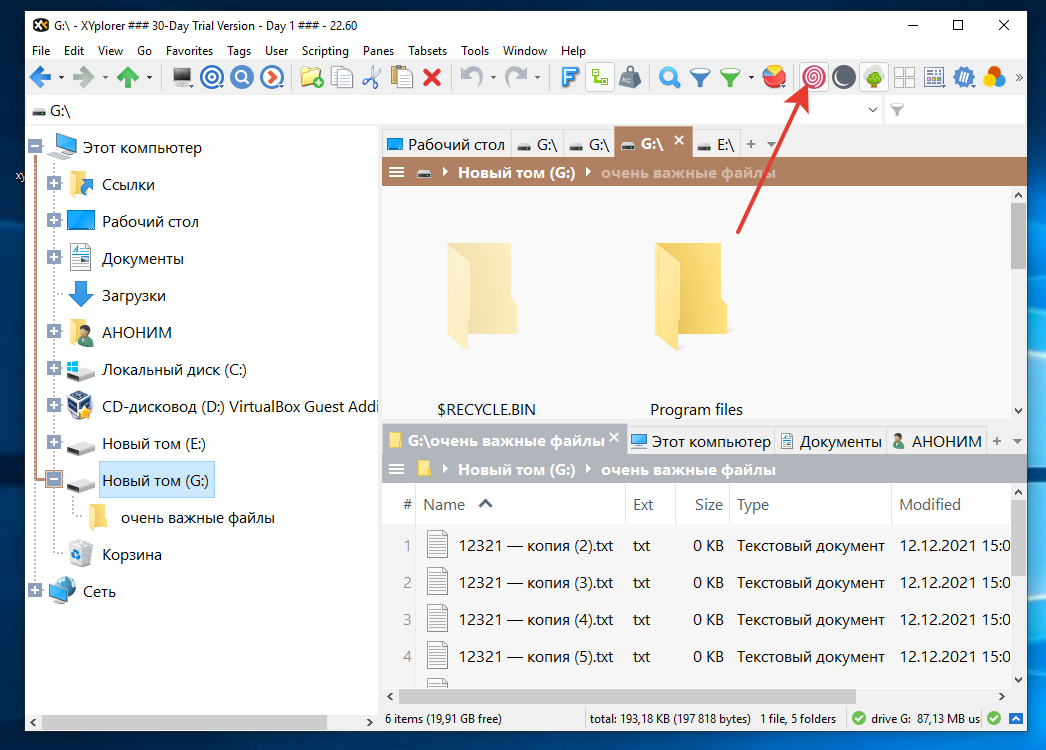 G:\ - XYplorer ### 30-Day Trial Version - Day 1 ### - 22.60
File Edit View Go Favorites Tags User Scripting Panes Tabsets Tools Window Help
KC
»
G:\
xy
Этот компьютер
Ссылки
Рабочий стол
Документы
Загрузки
АНОНИМ
Локальный диск (C:)
CD-дисковод (D:) VirtualBox Guest Addi
Новый том (E:)
Новый том (G:)
очень важные файлы
Корзина
Сеть
Рабочий стол G:\ G:\ G:\ E:\ +
Новый том (G:) очень важные файлы
$RECYCLE.BIN Program files
G:\очень важные файлы Этот компьютер Документы АНОНИМ +
Новый том (G:) очень важные файлы
# Name Ext Size Type Modified
1 12321 — копия (2).txt txt 0 KB Текстовый документ 12.12.2021 15:0
2 12321 — копия (3).txt txt 0 KB Текстовый документ 12.12.2021 15:0
3 12321 — копия (4).txt txt 0 KB Текстовый документ 12.12.2021 15:0
4 12321 — копия (5).txt txt 0 KB Текстовый документ 12.12.2021 15:0
6 items (19,91 GB free) total: 193,18 KB (197 818 bytes) 1 file, 5 folders drive G: 87,13 MB us